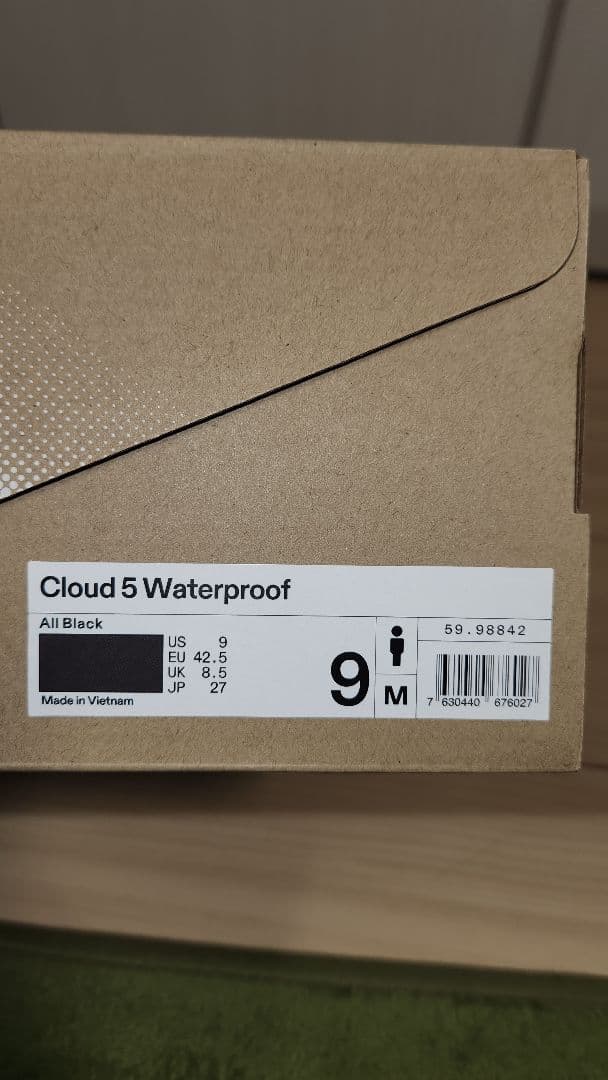 Cloud 5 Waterproof
All Black
US 9
EU 42.5
UK 8.5
JP 27
Made in Vietnam
9
M
59.98842
7 630440 676027